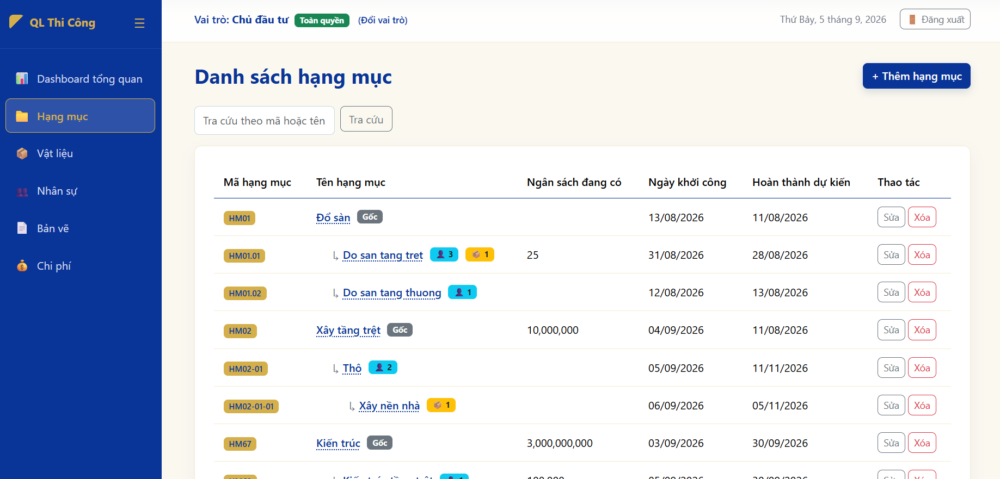 QL Thi Công
Vai trò: Chủ đầu tư Toàn quyền (Đổi vai trò)
Thứ Bảy, 5 tháng 9, 2026
Đăng xuất
Dashboard tổng quan
Hạng mục
Vật liệu
Nhân sự
Bản vẽ
Chi phí
Danh sách hạng mục
+ Thêm hạng mục
Tra cứu theo mã hoặc tên
Tra cứu
Mã hạng mục Tên hạng mục Ngân sách đang có Ngày khởi công Hoàn thành dự kiến Thao tác
HM01 Đổ sàn Gốc 13/08/2026 11/08/2026 Sửa Xóa
HM01.01 Do san tang tret 3 1 25 31/08/2026 28/08/2026 Sửa Xóa
HM01.02 Do san tang thuong 1 12/08/2026 13/08/2026 Sửa Xóa
HM02 Xây tầng trệt Gốc 10,000,000 04/09/2026 11/08/2026 Sửa Xóa
HM02-01 Thô 2 05/09/2026 11/11/2026 Sửa Xóa
HM02-01-01 Xây nền nhà 1 06/09/2026 05/11/2026 Sửa Xóa
HM67 Kiến trúc Gốc 3,000,000,000 03/09/2026 30/09/2026 Sửa Xóa